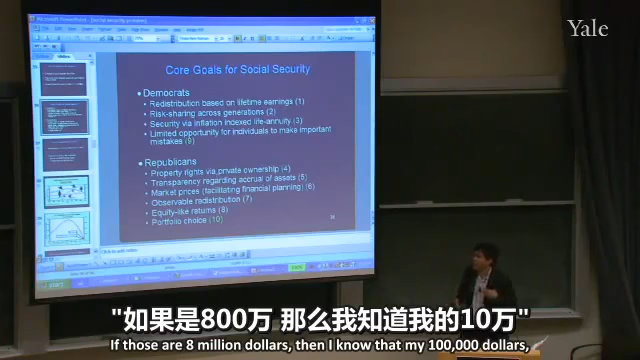 Yale
Core Goals for Social Security
Democrats
Redistribution based on lifetime earnings (1)
Risk-sharing across generations (2)
Security via inflation indexed life-annuity (3)
Limited opportunity for individuals to make important
mistakes (9)
Republicans
Property rights via private ownership (4)
Transparency regarding accrual of assets (5)
Market prices (facilitating financial planning) (6)
Observable redistribution (7)
Equity-like returns (8)
Portfolio choice (10)
"如果是800万 那么我知道我的10万"
If those are 8 million dollars, then I know that my 100,000 dollars,